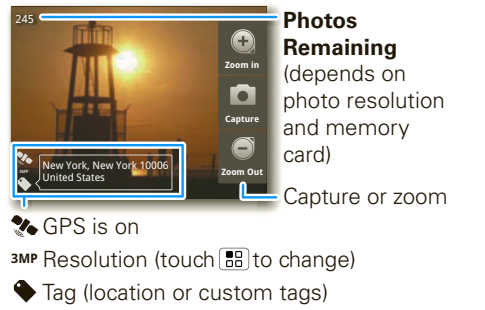 245
Photos
Remaining
(depends on
photo resolution
and memory
card)
Zoom in
Capture
Zoom Out
Capture or zoom
3MP
New York, New York 10006
United States
GPS is on
3MP Resolution (touch to change)
Tag (location or custom tags)